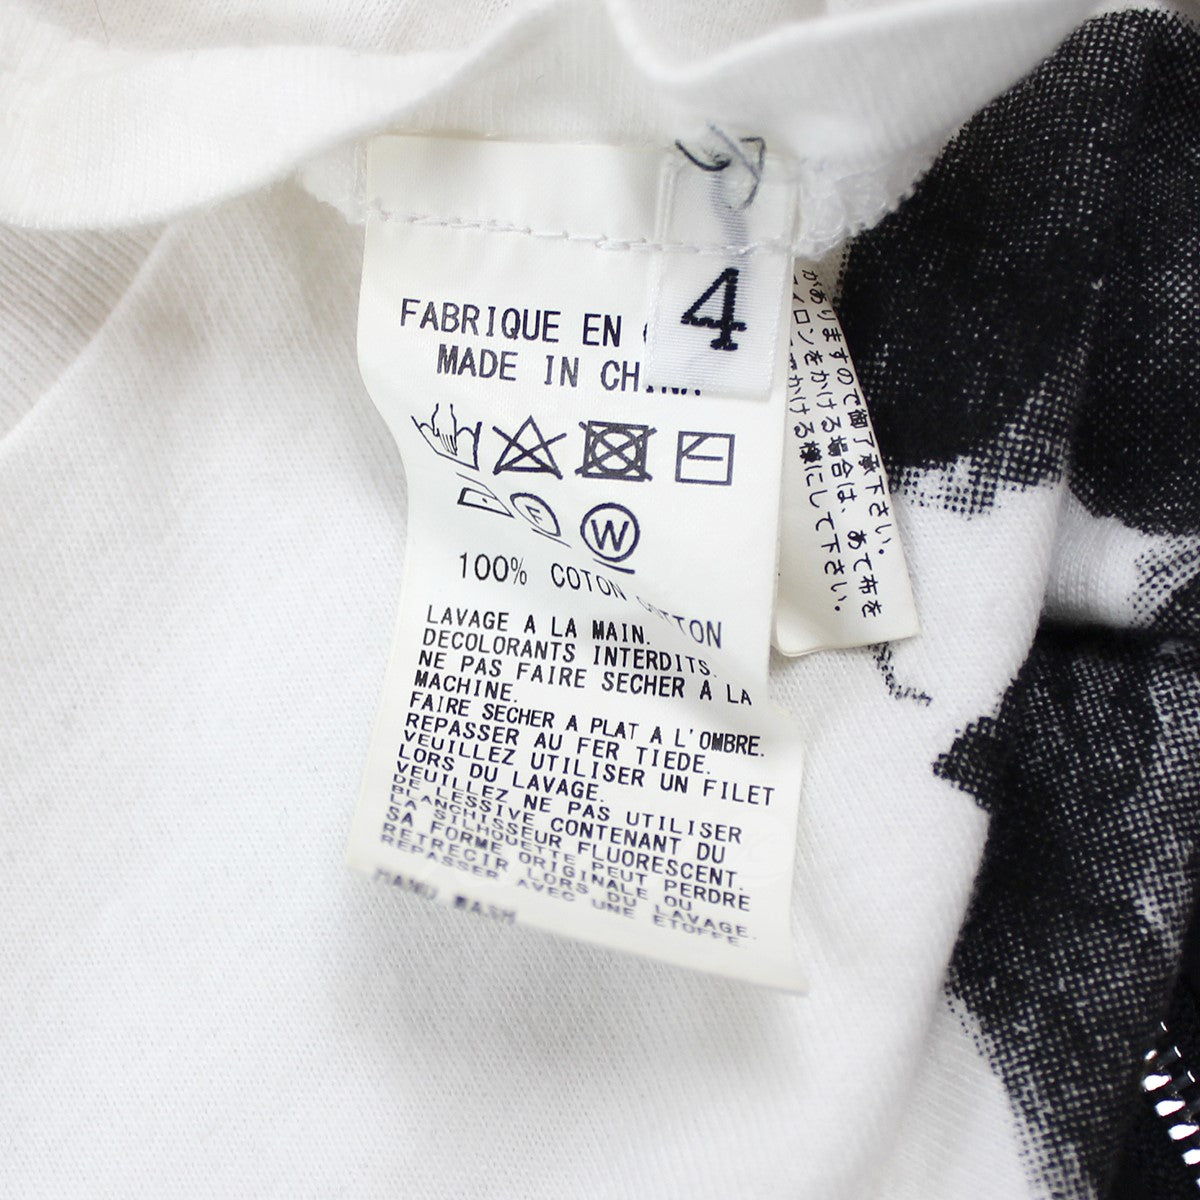 4
FABRIQUE EN
MADE IN CHINA
F
W
100% COTON COTTON
LAVAGE A LA MAIN.
DECOLORANTS INTERDITS.
NE PAS FAIRE SECHER A LA
MACHINE.
FAIRE SECHER A PLAT A L'OMBRE.
REPASSER AU FER TIEDE.
VEUILLEZ UTILISER UN FILET
LORS DU LAVAGE.
VEUILLEZ NE PAS UTILISER
DE LESSIVE CONTENANT DU
BLANCHISSEUR FLUORESCENT.
LA SILHOUETTE PEUT PERDRE
SA FORME ORIGINALE OU
RETRECIR LORS DU LAVAGE.
REPASSER AVEC UNE ETOFFE
WASH
がありますので御了承下さい。
アイロンをかける場合は、あて布を
かける様にして下さい。